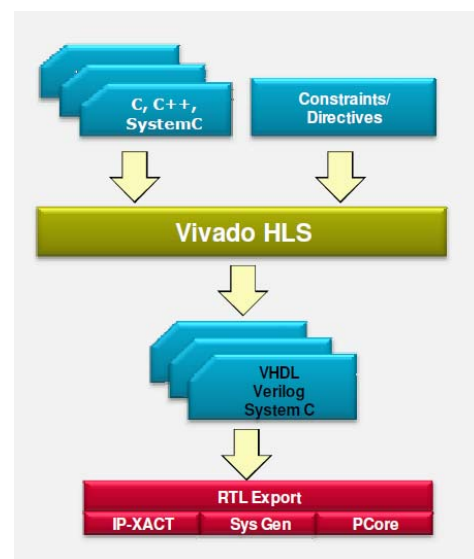 C, C++,
SystemC
Constraints/
Directives
Vivado HLS
VHDL
Verilog
System C
RTL Export
IP-XACT
Sys Gen
PCore